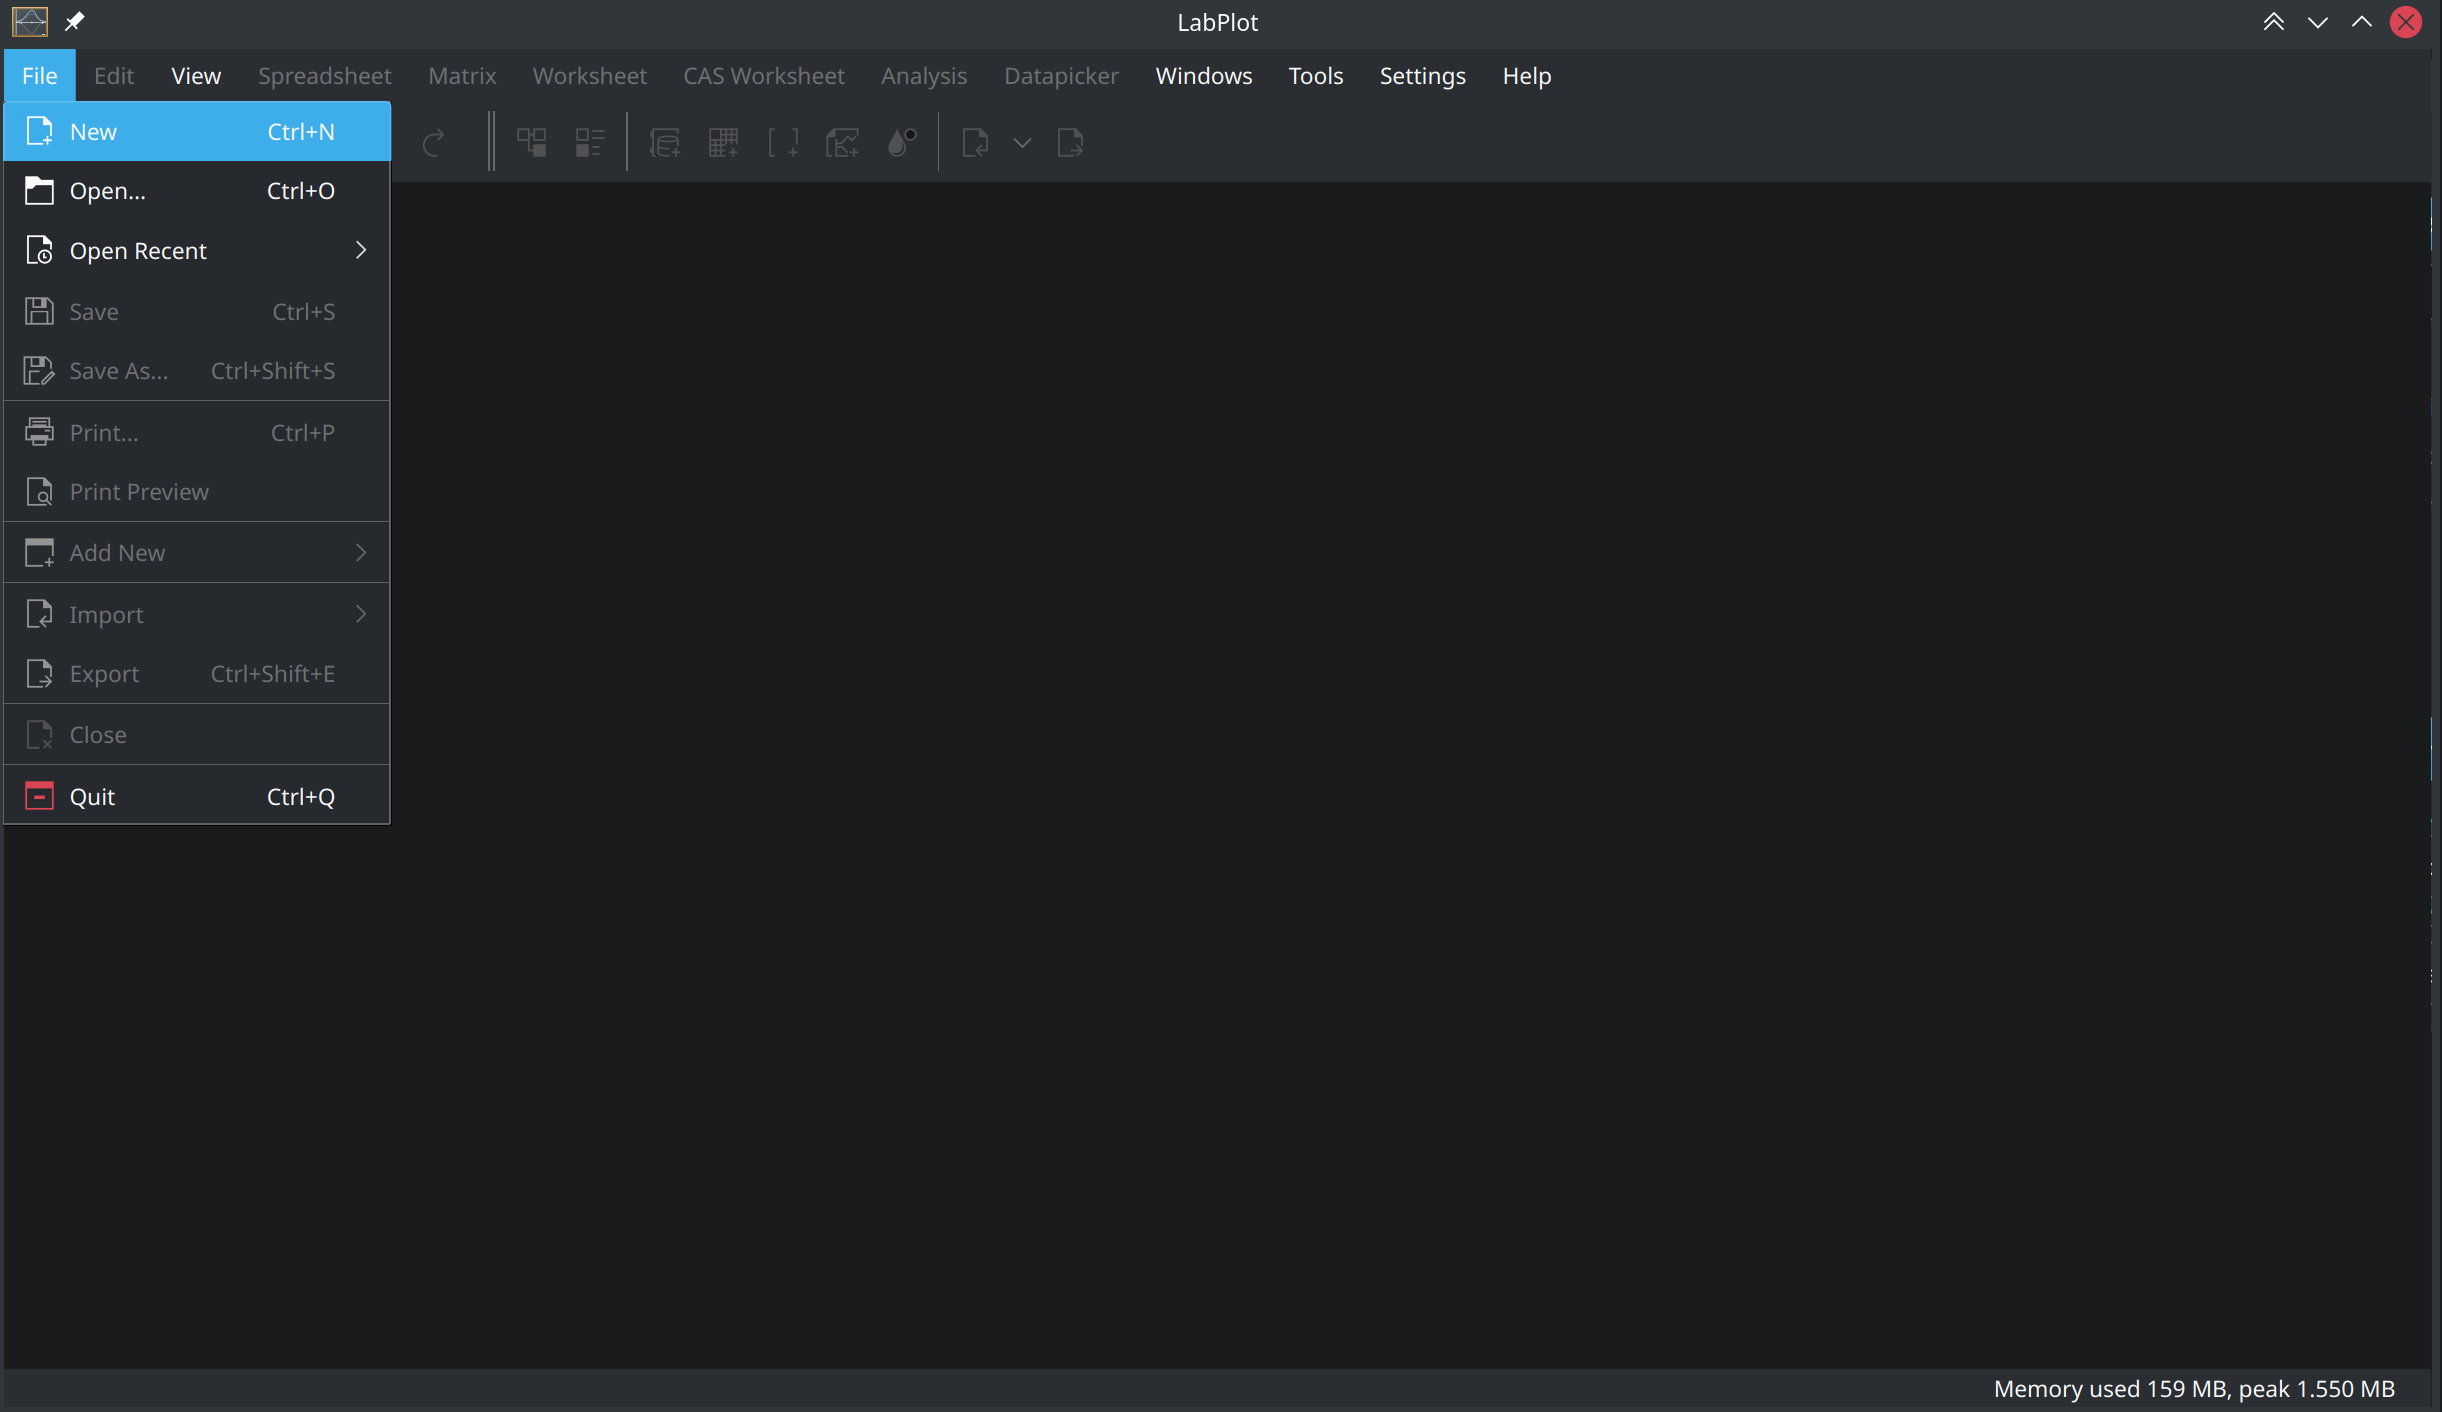 LabPlot
File Edit View Spreadsheet Matrix Worksheet CAS Worksheet Analysis Datapicker Windows Tools Settings Help
New Ctrl+N
Open... Ctrl+O
Open Recent
Save Ctrl+S
Save As... Ctrl+Shift+S
Print... Ctrl+P
Print Preview
Add New
Import
Export Ctrl+Shift+E
Close
Quit Ctrl+Q
Memory used 159 MB, peak 1.550 MB